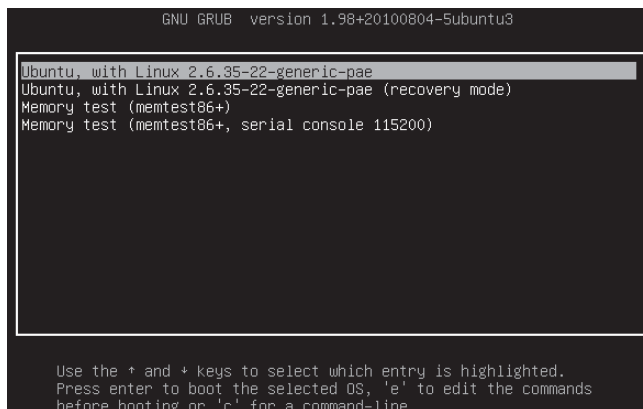 GNU GRUB  version 1.98+20100804-5ubuntu3
Ubuntu, with Linux 2.6.35-22-generic-pae
Ubuntu, with Linux 2.6.35-22-generic-pae (recovery mode)
Memory test (memtest86+)
Memory test (memtest86+, serial console 115200)
Use the ↑ and ↓ keys to select which entry is highlighted.
Press enter to boot the selected OS, 'e' to edit the commands
before booting or 'c' for a command-line